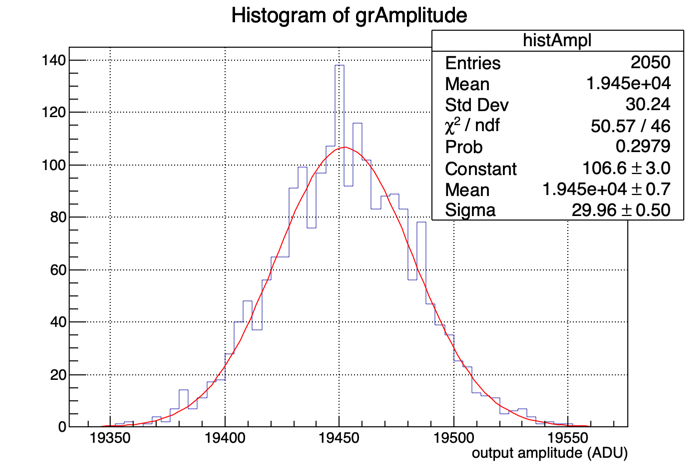 Histogram of grAmplitude
histAmpl
Entries 2050
Mean 1.945e+04
Std Dev 30.24
χ² / ndf 50.57 / 46
Prob 0.2979
Constant 106.6 ± 3.0
Mean 1.945e+04 ± 0.7
Sigma 29.96 ± 0.50
140
120
100
80
60
40
20
0
19350 19400 19450 19500 19550
output amplitude (ADU)